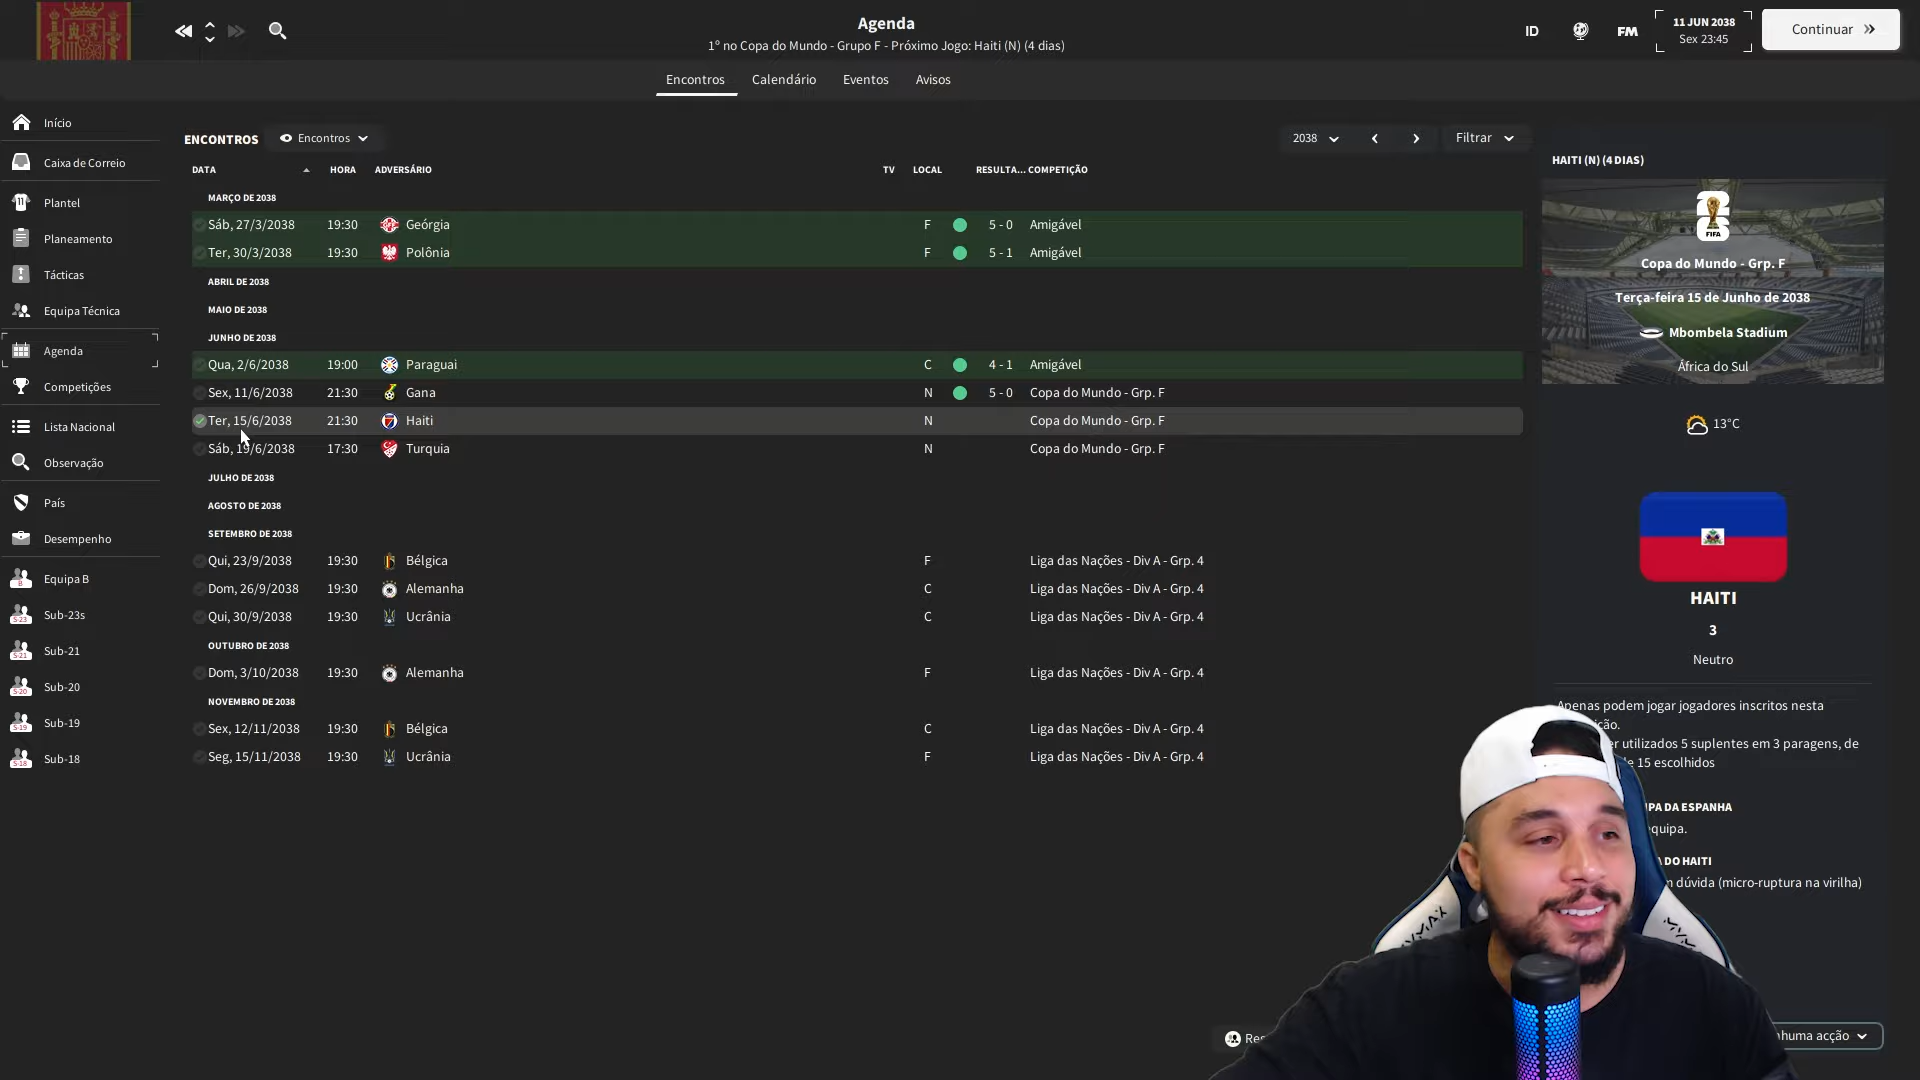 Agenda
1º no Copa do Mundo - Grupo F - Próximo Jogo: Haiti (N) (4 dias)
ID
FM
11 JUN 2038
Sex 23:45
Continuar
Encontros Calendário Eventos Avisos
Início
Caixa de Correio
Plantel
Planeamento
Tácticas
Equipa Técnica
Agenda
Competições
Lista Nacional
Observação
País
Desempenho
Equipa B
Sub-23s
Sub-21
Sub-20
Sub-19
Sub-18
ENCONTROS Encontros 2038 Filtrar
DATA HORA ADVERSÁRIO TV LOCAL RESULTA... COMPETIÇÃO
MARÇO DE 2038
Sáb, 27/3/2038 19:30 Geórgia F 5 - 0 Amigável
Ter, 30/3/2038 19:30 Polônia F 5 - 1 Amigável
ABRIL DE 2038
MAIO DE 2038
JUNHO DE 2038
Qua, 2/6/2038 19:00 Paraguai C 4 - 1 Amigável
Sex, 11/6/2038 21:30 Gana N 5 - 0 Copa do Mundo - Grp. F
Ter, 15/6/2038 21:30 Haiti N Copa do Mundo - Grp. F
Sáb, 19/6/2038 17:30 Turquia N Copa do Mundo - Grp. F
JULHO DE 2038
AGOSTO DE 2038
SETEMBRO DE 2038
Qui, 23/9/2038 19:30 Bélgica F Liga das Nações - Div A - Grp. 4
Dom, 26/9/2038 19:30 Alemanha C Liga das Nações - Div A - Grp. 4
Qui, 30/9/2038 19:30 Ucrânia C Liga das Nações - Div A - Grp. 4
OUTUBRO DE 2038
Dom, 3/10/2038 19:30 Alemanha F Liga das Nações - Div A - Grp. 4
NOVEMBRO DE 2038
Sex, 12/11/2038 19:30 Bélgica C Liga das Nações - Div A - Grp. 4
Seg, 15/11/2038 19:30 Ucrânia F Liga das Nações - Div A - Grp. 4
HAITI (N) (4 DIAS)
FIFA
Copa do Mundo - Grp. F
Terça-feira 15 de Junho de 2038
Mbombela Stadium
África do Sul
13°C
HAITI
3
Neutro
Apenas podem jogar jogadores inscritos nesta
utilizados 5 suplentes em 3 paragens, de
15 escolhidos
DA ESPANHA
equipa.
DO HAITI
dúvida (micro-ruptura na virilha)
acção